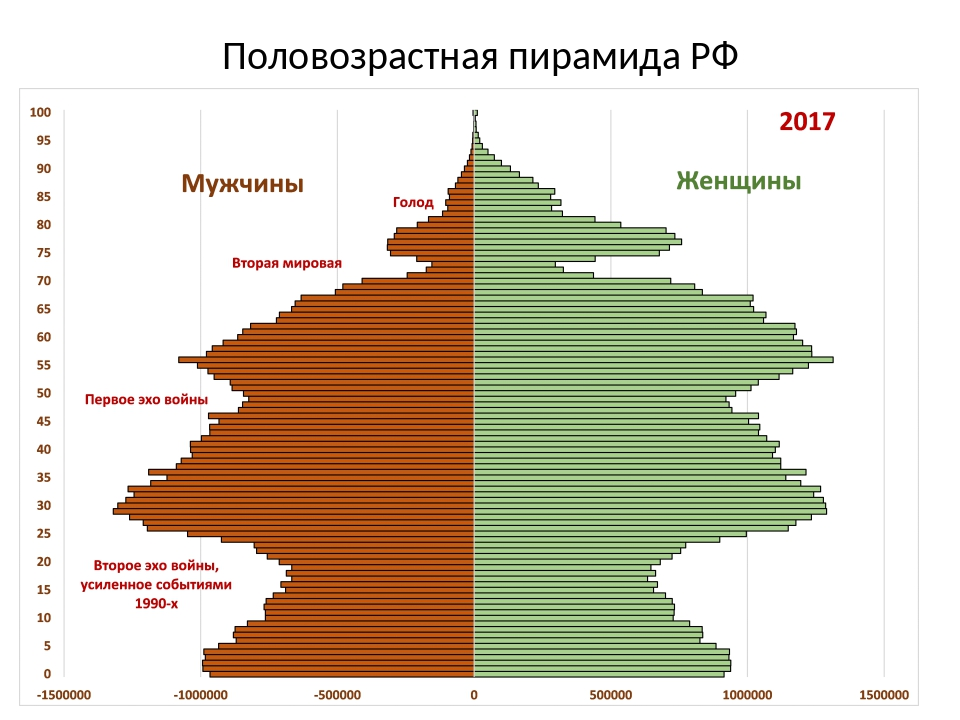 Половозрастная пирамида РФ
2017
Мужчины
Женщины
Голод
Вторая мировая
Первое эхо войны
Второе эхо войны,
усиленное событиями
1990-х
100
95
90
85
80
75
70
65
60
55
50
45
40
35
30
25
20
15
10
5
0
-1500000 -1000000 -500000 0 500000 1000000 1500000